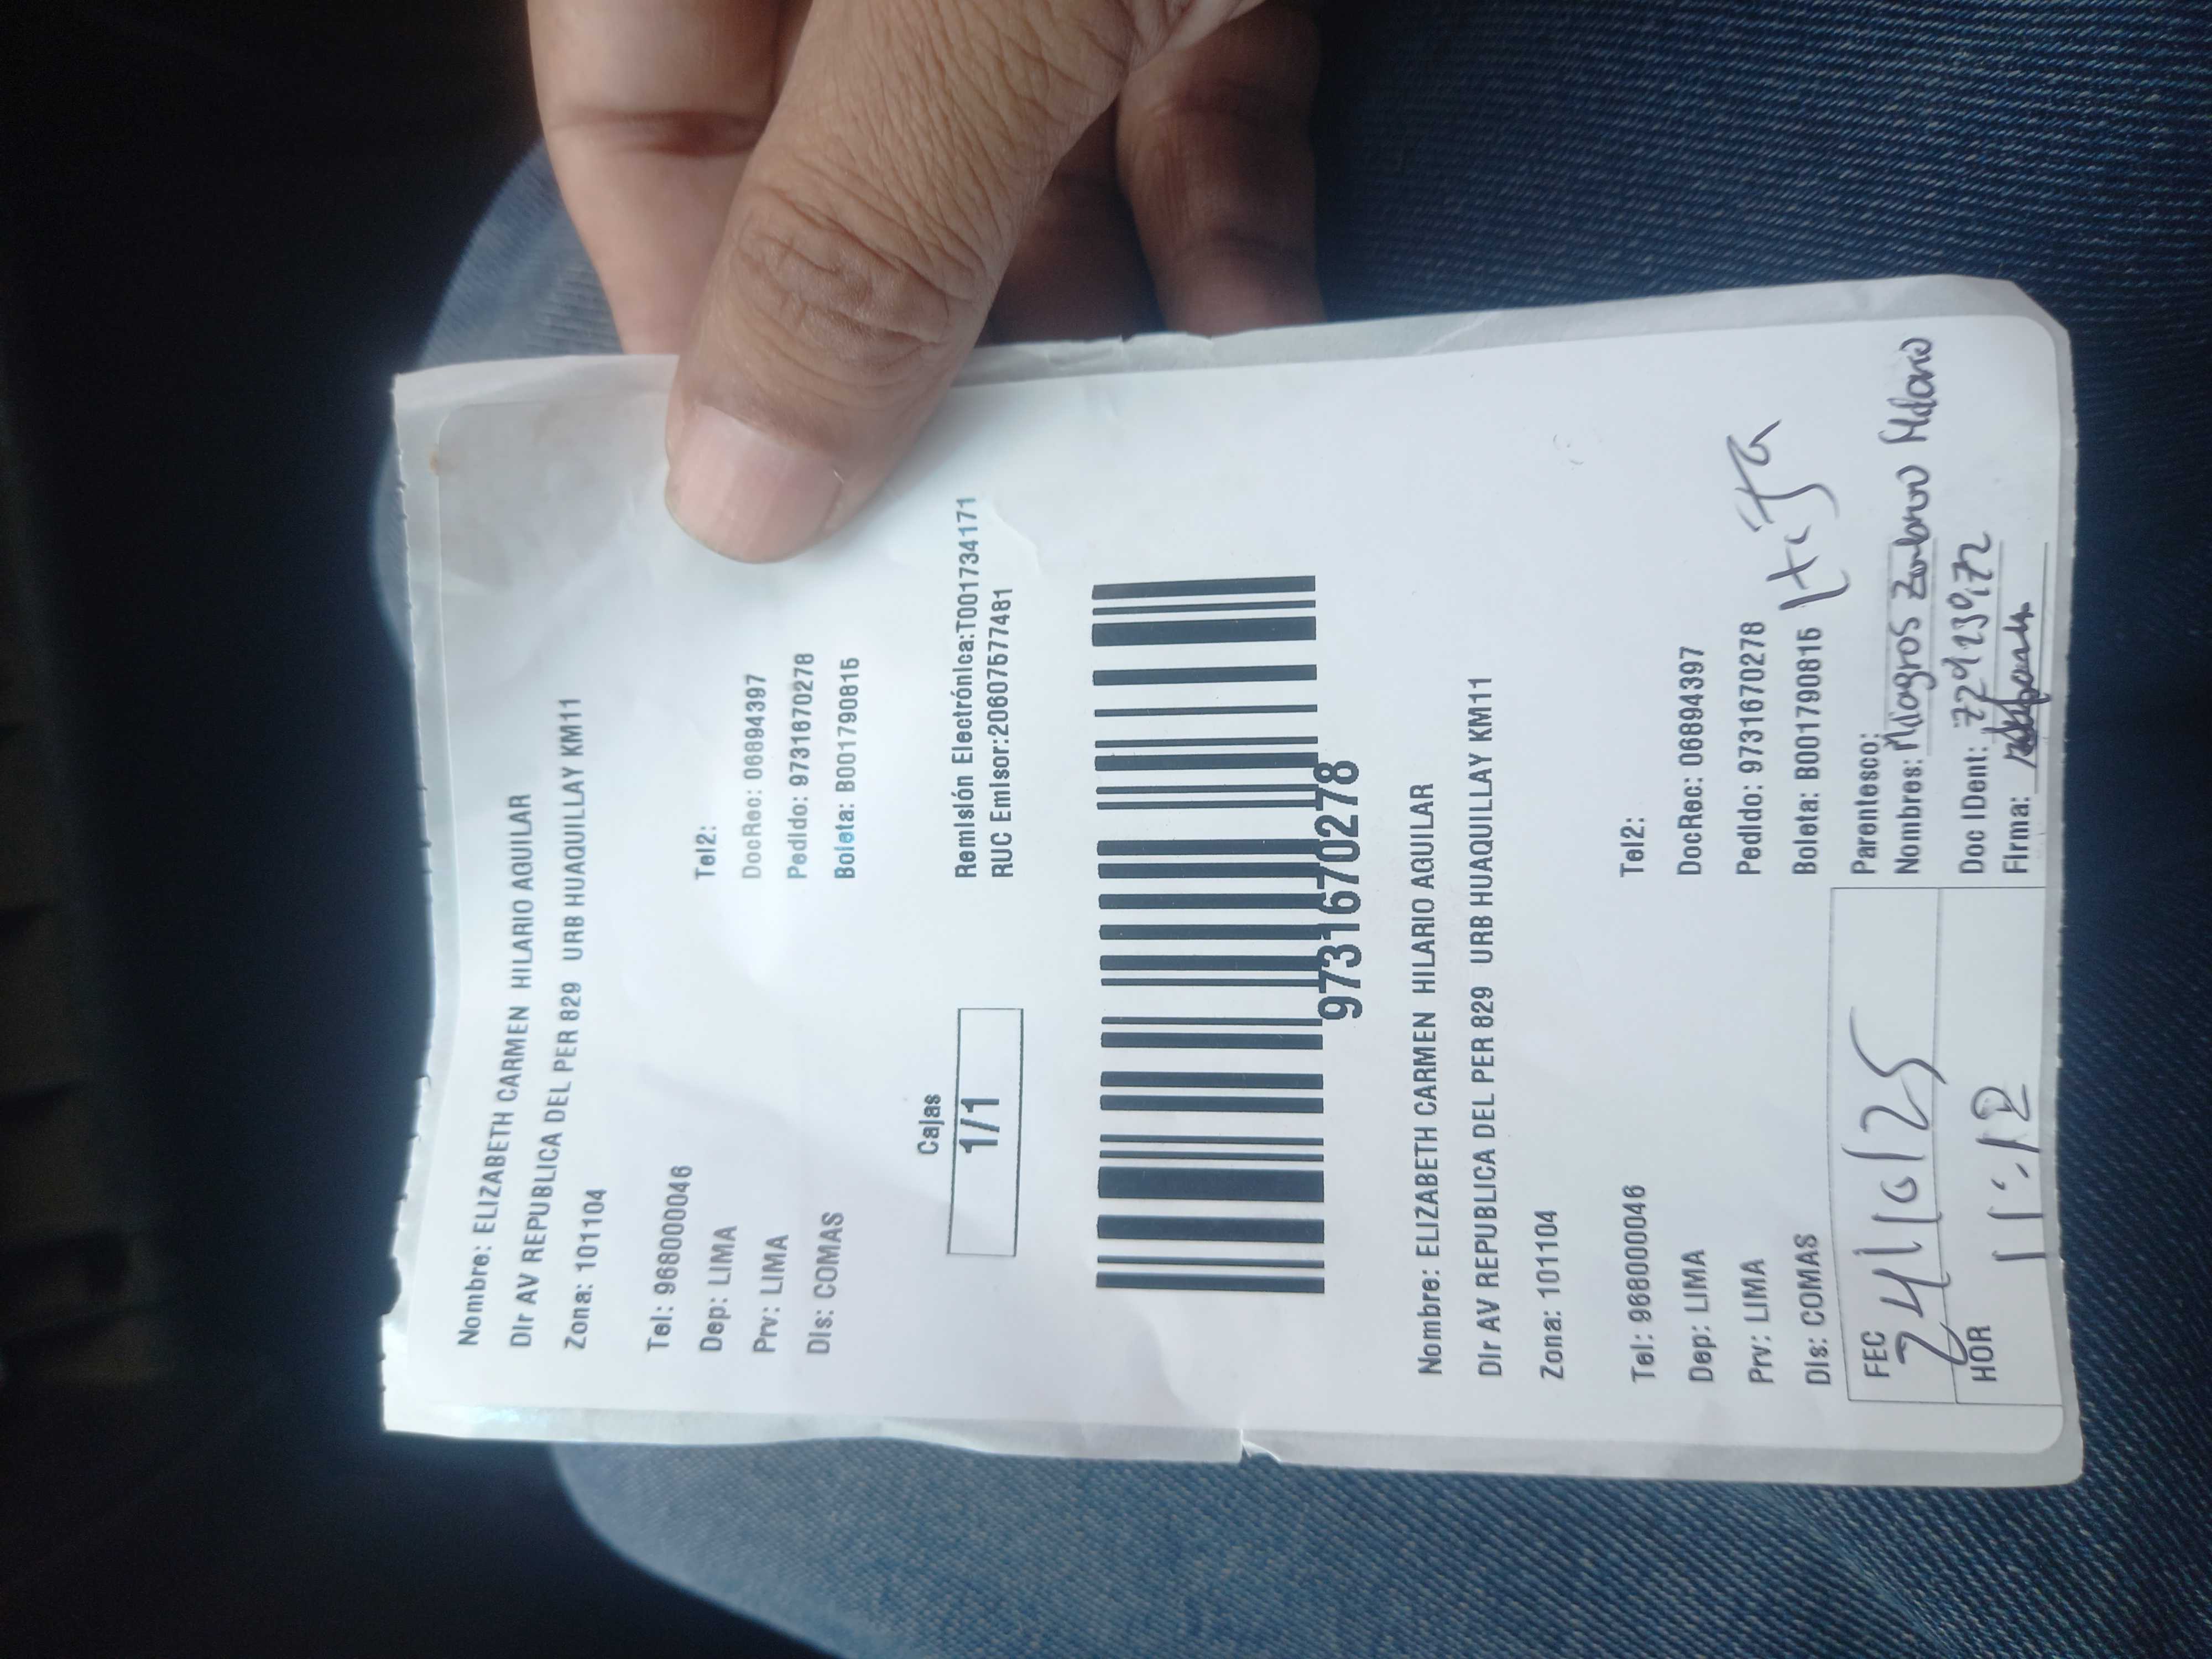 Nombre: ELIZABETH CARMEN HILARIO AGUILAR
Dir AV REPUBLICA DEL PER 829 URB HUAQUILLAY KM11
Zona: 101104
Tel: 968000046 Tel2:
Dep: LIMA DocRec: 06894397
Prv: LIMA Pedido: 9731670278
Dis: COMAS Boleta: B001790815
Cajas
1/1
Remisión Electrónica:T001734171
RUC Emisor:20607577481
9731670278
Nombre: ELIZABETH CARMEN HILARIO AGUILAR
Dir AV REPUBLICA DEL PER 829 URB HUAQUILLAY KM11
Zona: 101104
Tel: 968000046 Tel2:
Dep: LIMA DocRec: 06894397
Prv: LIMA Pedido: 9731670278
Dis: COMAS Boleta: B001790815
Hija
FEC 24/10/25
HOR 11:12
Parentesco:
Nombres: Milagros
Doc IDent:
Firma: